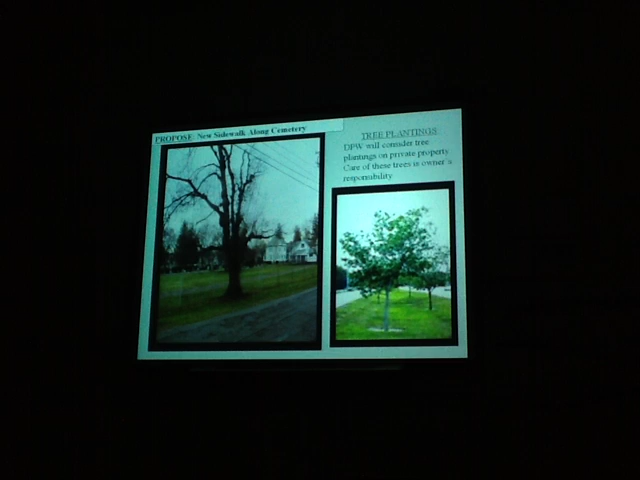 PROPOSE: New Sidewalk Along Cemetery
TREE PLANTINGS
DPW will consider tree
plantings on private property.
Care of these trees is owner's
responsibility.